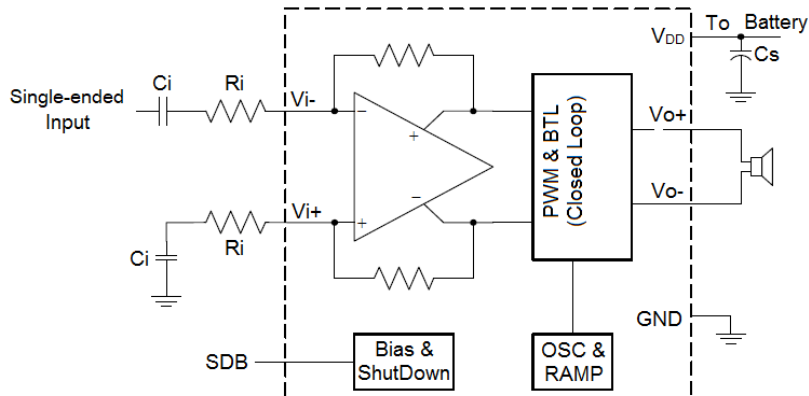 VDD
To Battery
Cs
Single-ended
Input
Ci
Ri
Vi-
−
+
PWM & BTL
(Closed Loop)
Vo+
Vo-
Vi+
+
−
Ri
Ci
GND
SDB
Bias &
ShutDown
OSC &
RAMP